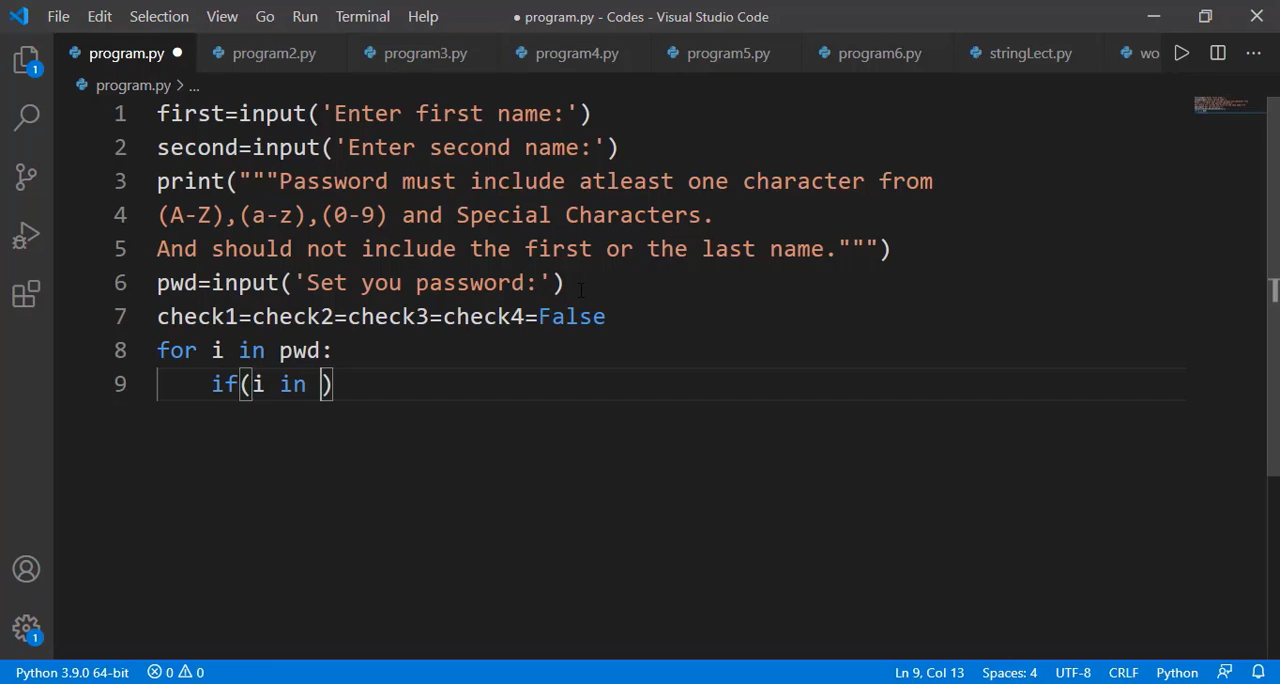 File Edit Selection View Go Run Terminal Help ● program.py - Codes - Visual Studio Code
program.py ● program2.py program3.py program4.py program5.py program6.py stringLect.py wo ...
program.py > ...
1 first=input('Enter first name:')
2 second=input('Enter second name:')
3 print("""Password must include atleast one character from
4 (A-Z),(a-z),(0-9) and Special Characters.
5 And should not include the first or the last name.""")
6 pwd=input('Set you password:')
7 check1=check2=check3=check4=False
8 for i in pwd:
9 if(i in )
1
1
Python 3.9.0 64-bit 0 0 Ln 9, Col 13 Spaces: 4 UTF-8 CRLF Python